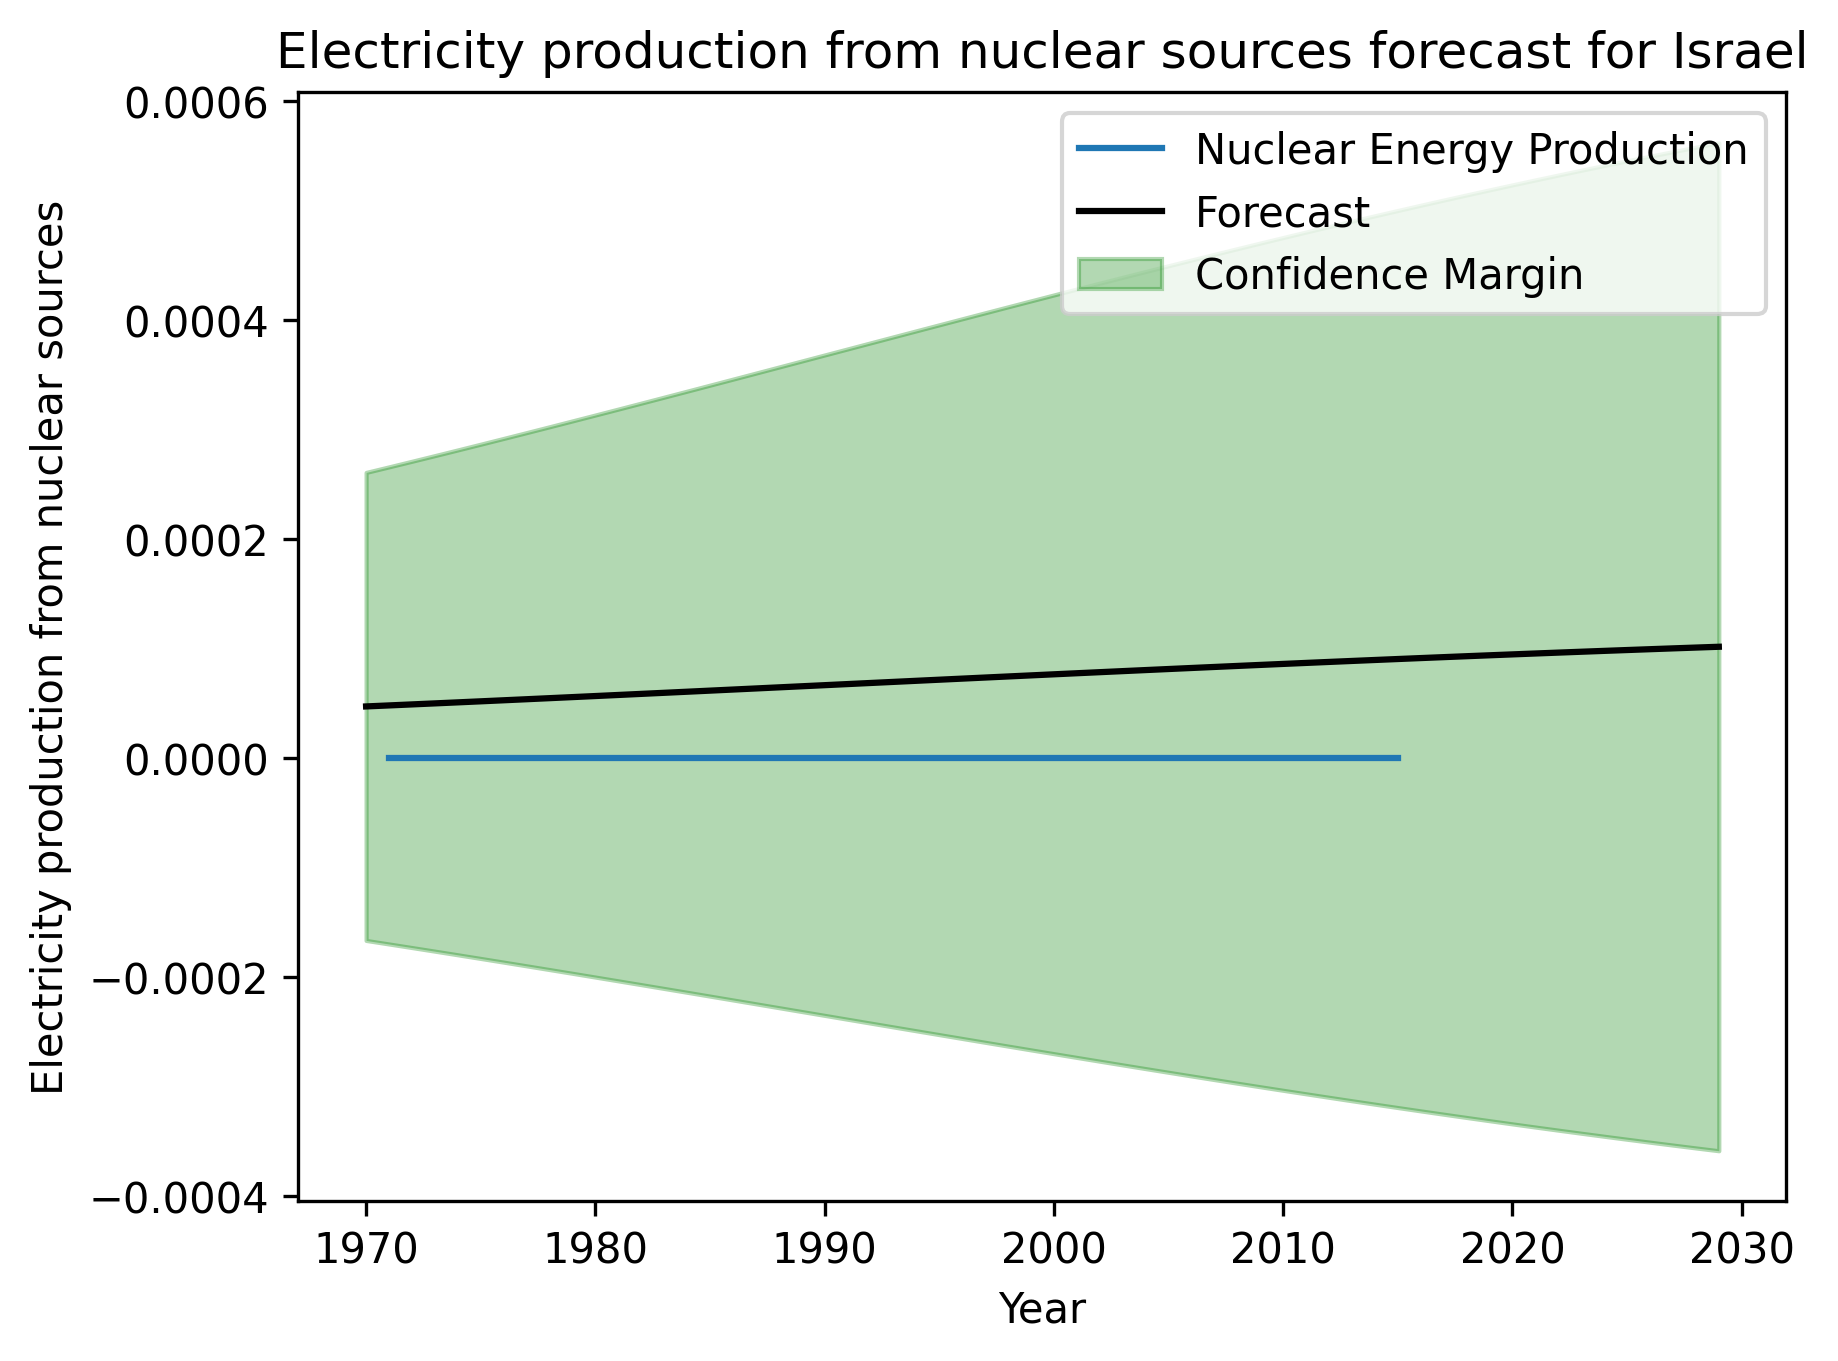 Electricity production from nuclear sources forecast for Israel
Electricity production from nuclear sources
0.0006
0.0004
0.0002
0.0000
−0.0002
−0.0004
Nuclear Energy Production
Forecast
Confidence Margin
1970 1980 1990 2000 2010 2020 2030
Year